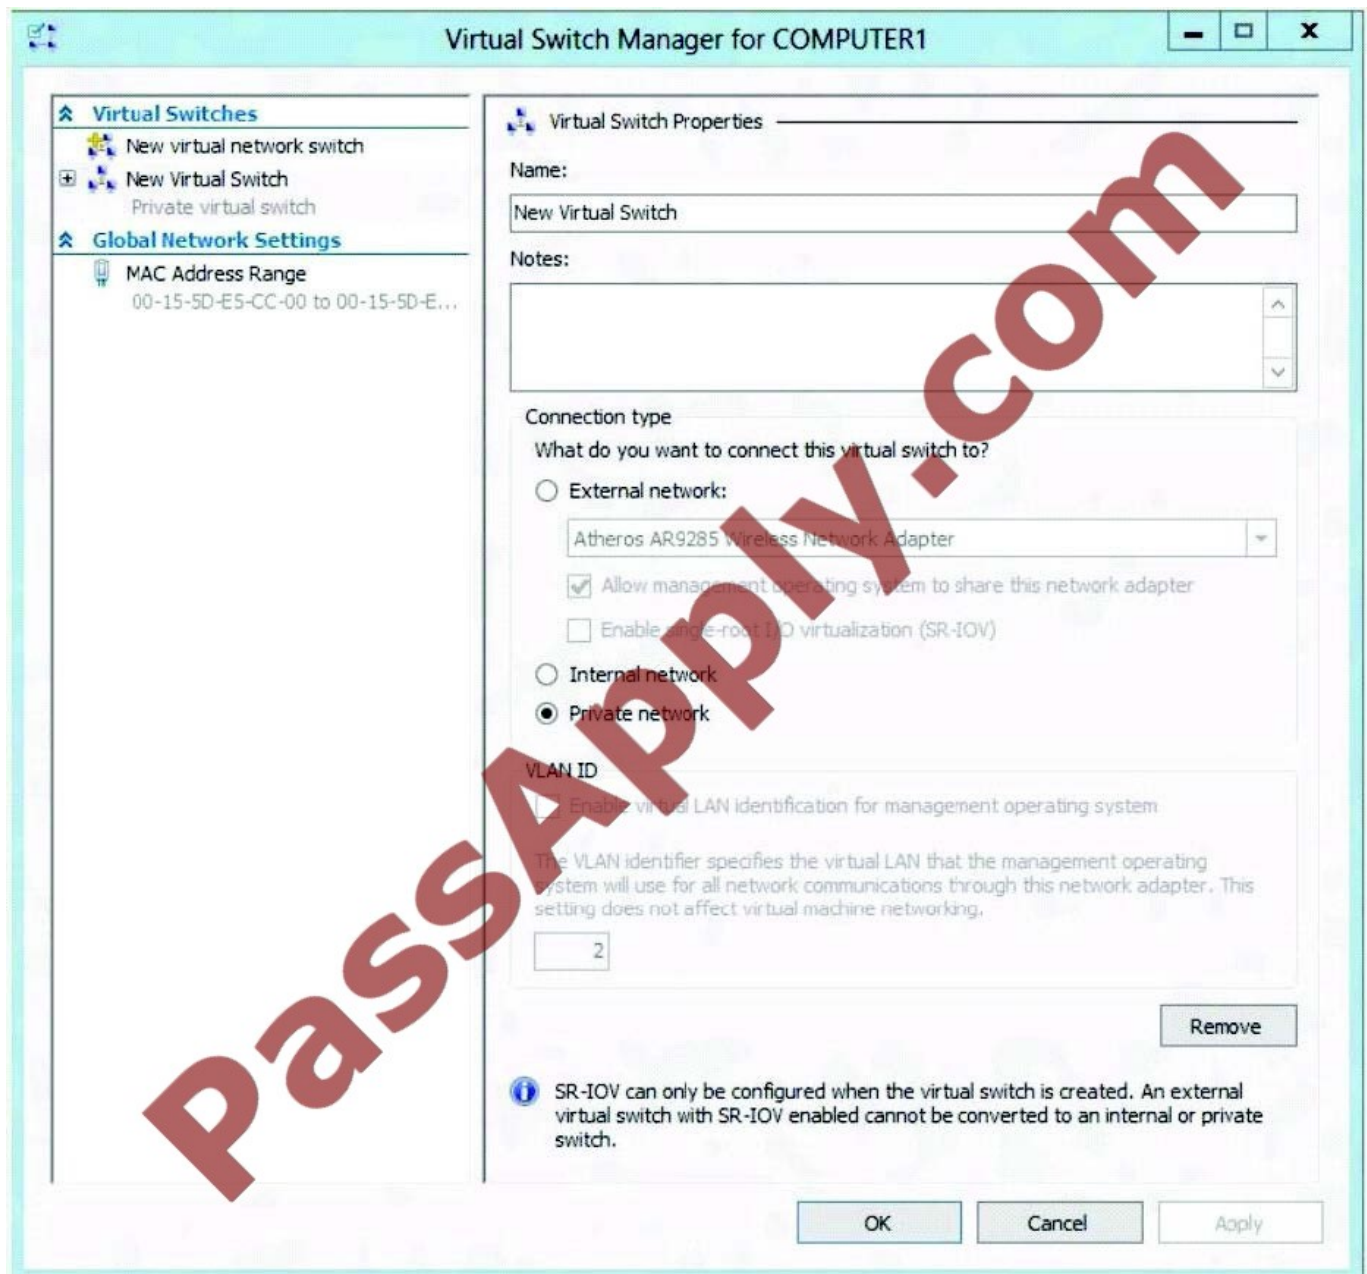 Virtual Switch Manager for COMPUTER1
Virtual Switches
New virtual network switch
New Virtual Switch
Private virtual switch
Global Network Settings
MAC Address Range
00-15-5D-E5-CC-00 to 00-15-5D-E...
Virtual Switch Properties
Name:
New Virtual Switch
Notes:
Connection type
What do you want to connect this virtual switch to?
External network:
Atheros AR9285 Wireless Network Adapter
Allow management operating system to share this network adapter
Enable single-root I/O virtualization (SR-IOV)
Internal network
Private network
VLAN ID
Enable virtual LAN identification for management operating system
The VLAN identifier specifies the virtual LAN that the management operating
system will use for all network communications through this network adapter. This
setting does not affect virtual machine networking.
2
Remove
SR-IOV can only be configured when the virtual switch is created. An external
virtual switch with SR-IOV enabled cannot be converted to an internal or private
switch.
OK
Cancel
Apply
PassApply.com